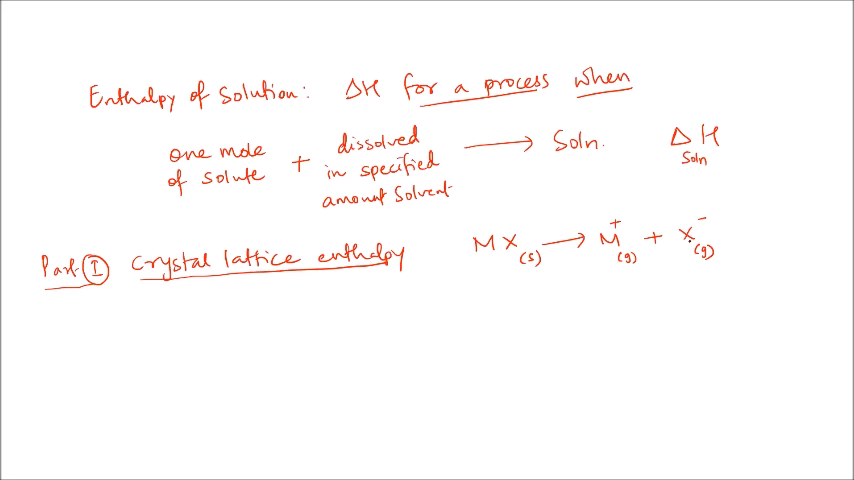 Enthalpy of Solution: ΔH for a process when
one mole of solute + dissolved in specified amount solvent → Soln. ΔH Soln
Part-I Crystal lattice enthalpy MX(s) → M+(g) + X-(g)